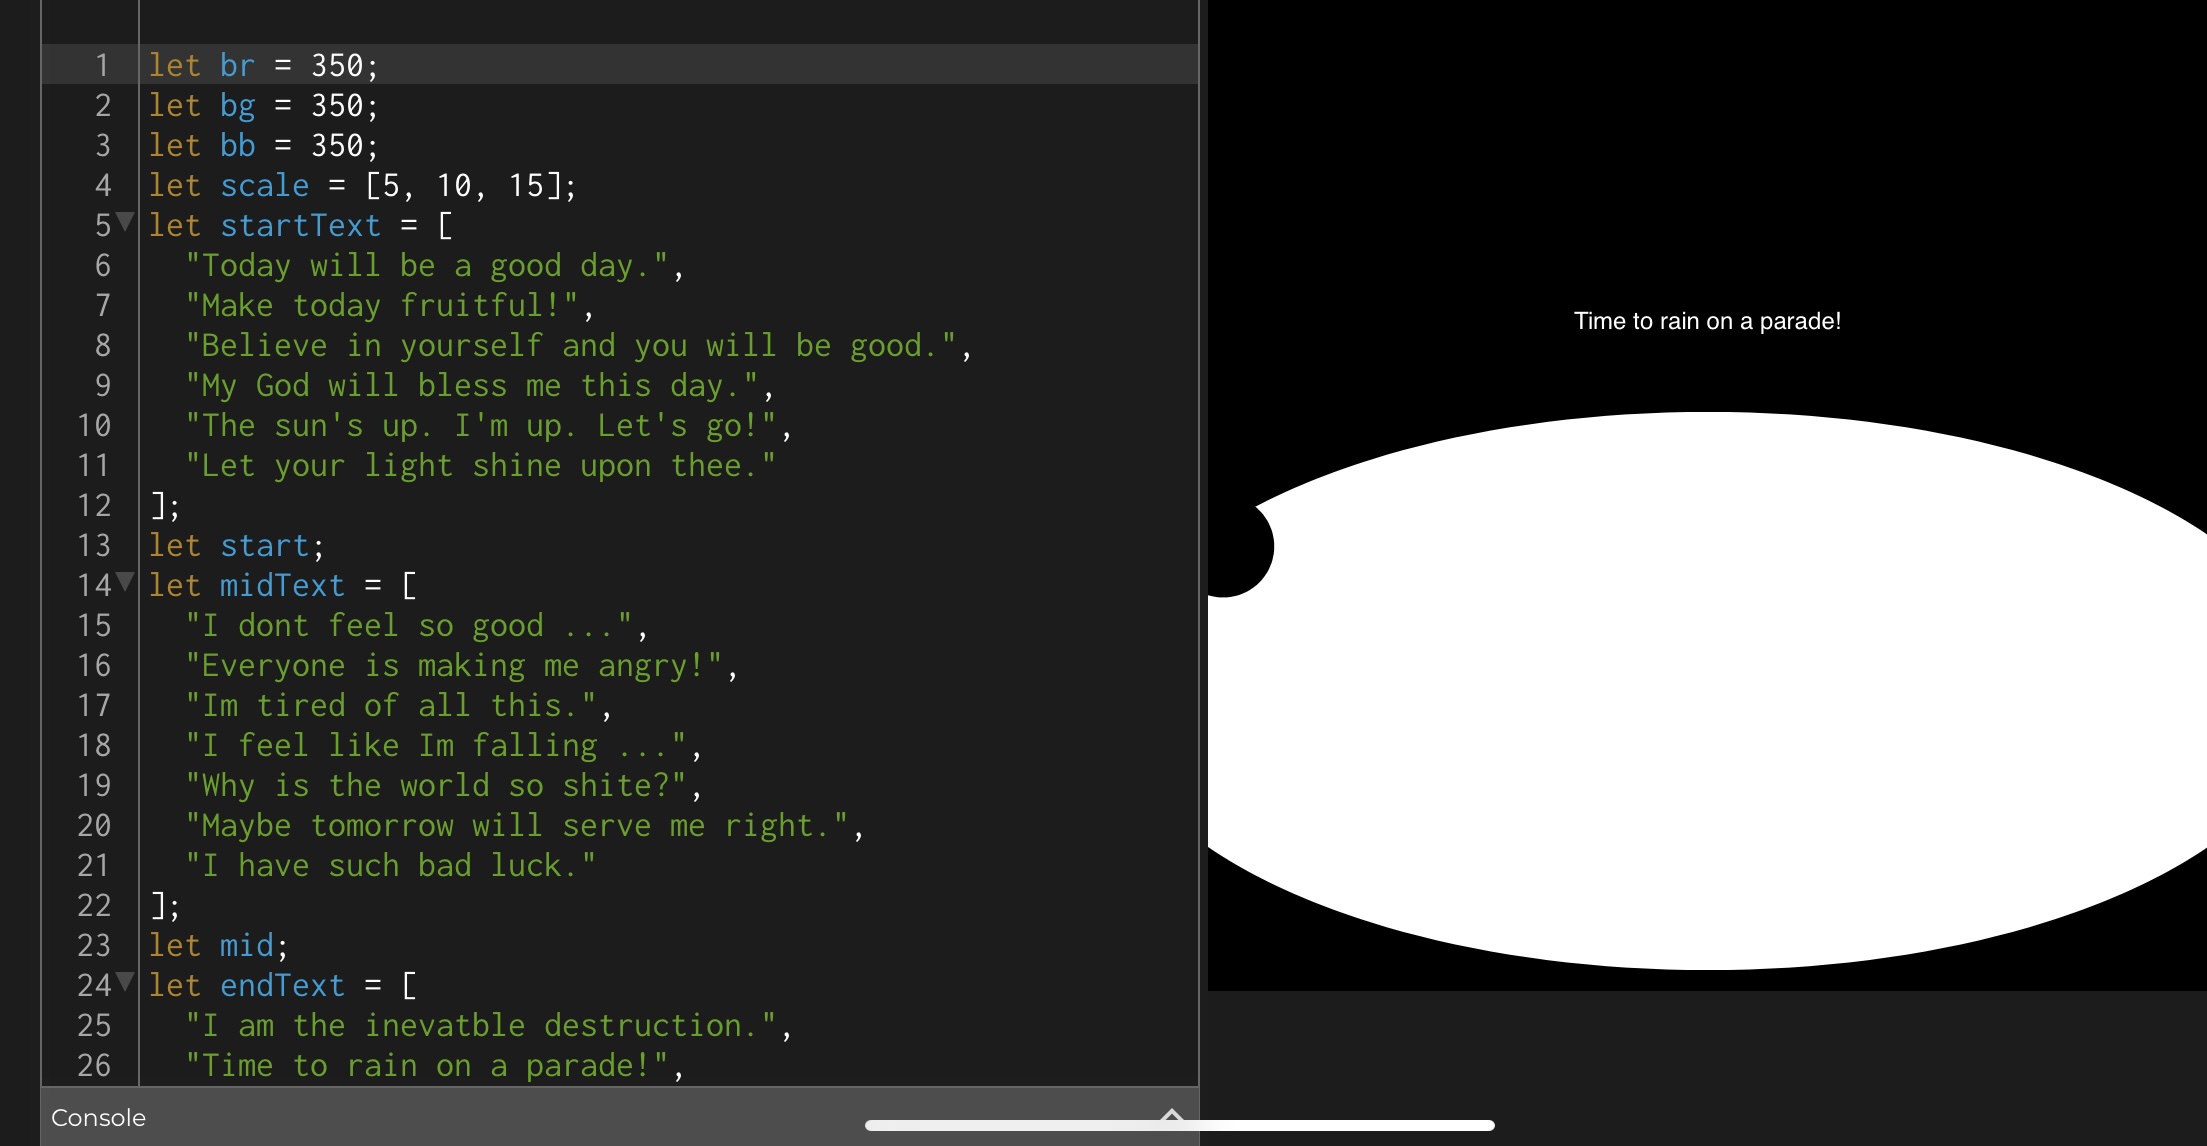 1 let br = 350;
2 let bg = 350;
3 let bb = 350;
4 let scale = [5, 10, 15];
5 let startText = [
6 "Today will be a good day.",
7 "Make today fruitful!",
8 "Believe in yourself and you will be good.",
9 "My God will bless me this day.",
10 "The sun's up. I'm up. Let's go!",
11 "Let your light shine upon thee."
12 ];
13 let start;
14 let midText = [
15 "I dont feel so good ...",
16 "Everyone is making me angry!",
17 "Im tired of all this.",
18 "I feel like Im falling ...",
19 "Why is the world so shite?",
20 "Maybe tomorrow will serve me right.",
21 "I have such bad luck."
22 ];
23 let mid;
24 let endText = [
25 "I am the inevatble destruction.",
26 "Time to rain on a parade!",
Console
Time to rain on a parade!